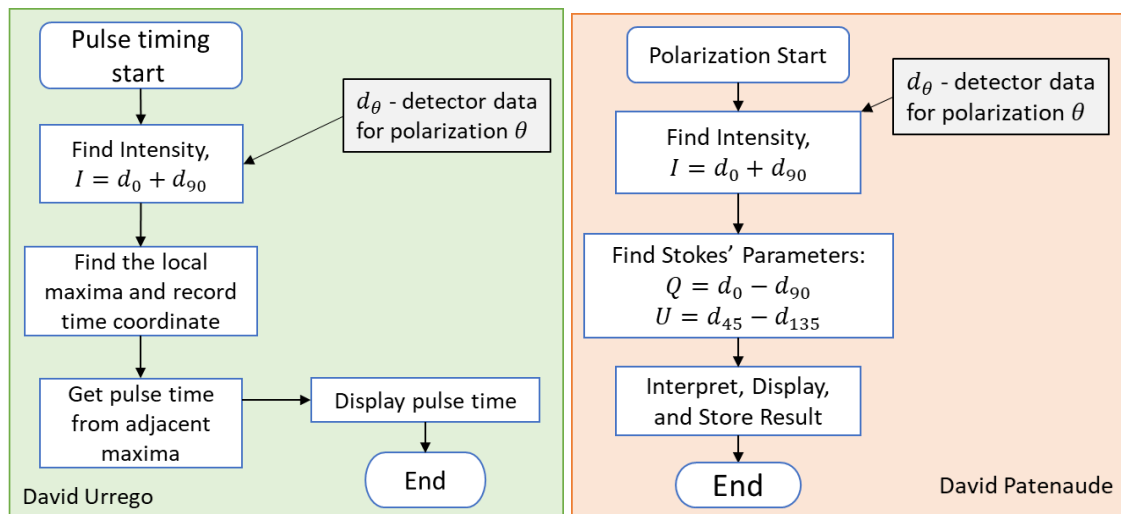 Pulse timing
start
d_θ - detector data
for polarization θ
Find Intensity,
I = d_0 + d_90
Find the local
maxima and record
time coordinate
Get pulse time
from adjacent
maxima
Display pulse time
End
David Urrego
Polarization Start
d_θ - detector data
for polarization θ
Find Intensity,
I = d_0 + d_90
Find Stokes’ Parameters:
Q = d_0 − d_90
U = d_45 − d_135
Interpret, Display,
and Store Result
End
David Patenaude